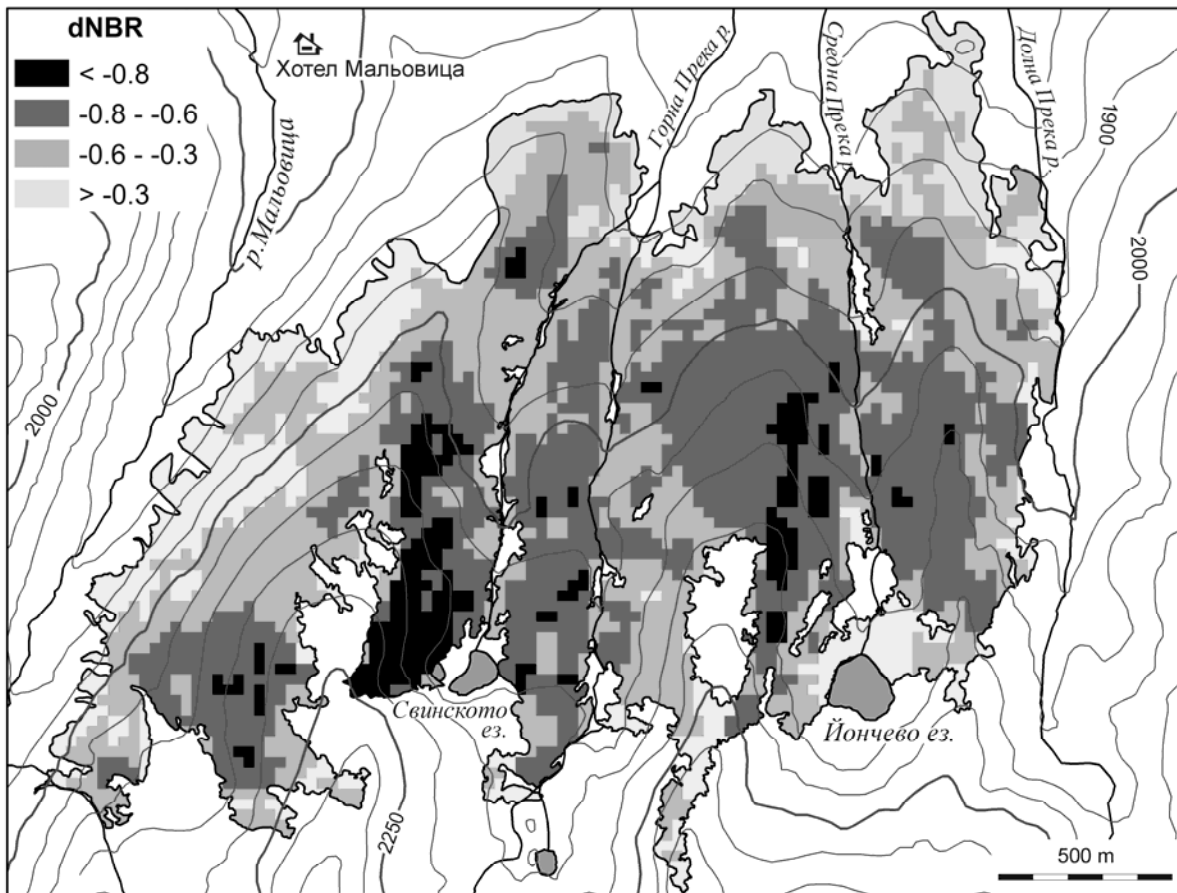 dNBR
< -0.8
-0.8 - -0.6
-0.6 - -0.3
> -0.3
Хотел Мальовица
р.Мальовица
Горна Прека р.
Средна Прека р.
Долна Прека р.
1900
2000
2000
Свинското
ез.
Йончево ез.
2250
500 m